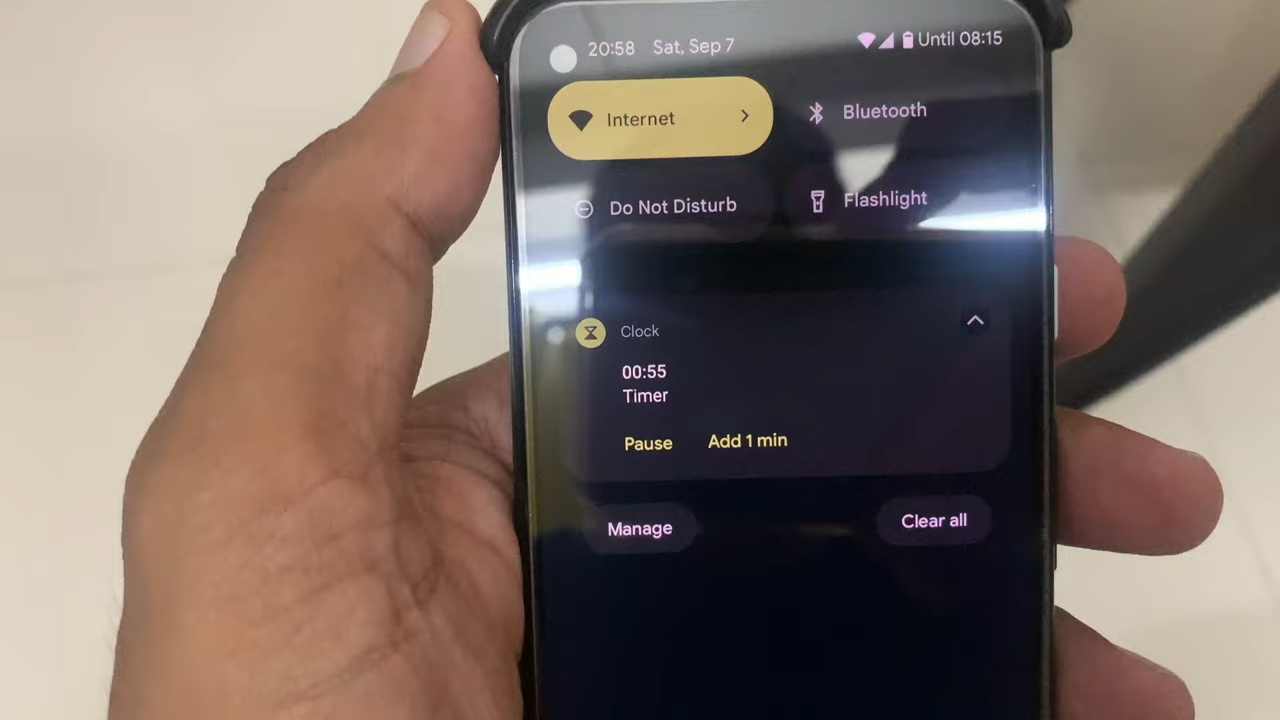 20:58 Sat, Sep 7 Until 08:15
Internet Bluetooth
Do Not Disturb Flashlight
Clock
00:55
Timer
Pause Add 1 min
Manage Clear all